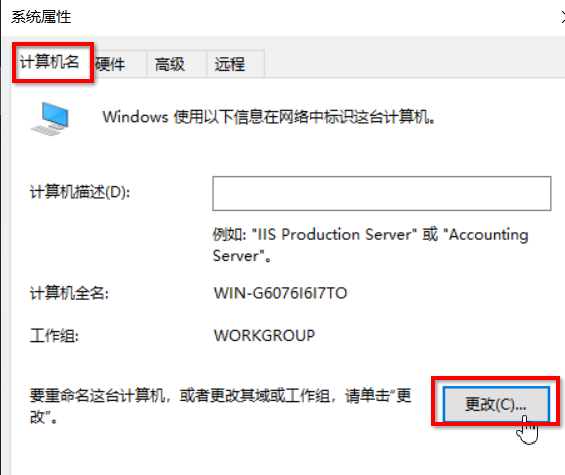 系统属性
计算机名 硬件 高级 远程
Windows 使用以下信息在网络中标识这台计算机。
计算机描述(D):
例如: "IIS Production Server" 或 "Accounting
Server"。
计算机全名: WIN-G6076I6I7TO
工作组: WORKGROUP
要重命名这台计算机，或者更改其域或工作组，请单击"更
改"。
更改(C)...